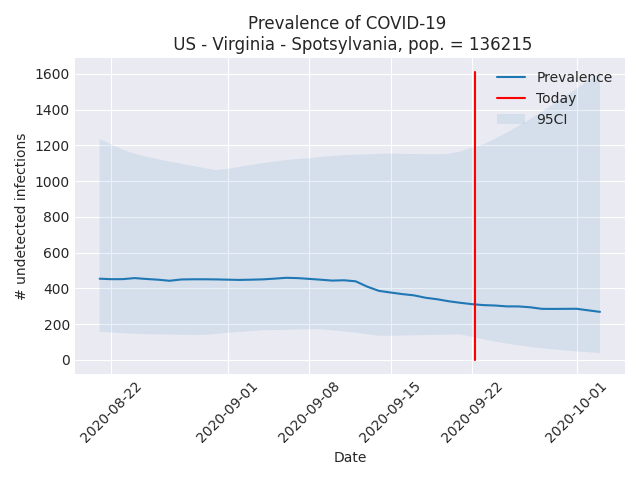 Prevalence of COVID-19
US - Virginia - Spotsylvania, pop. = 136215
1600
1400
1200
1000
800
600
400
200
0
# undetected infections
Prevalence
Today
95CI
2020-08-22
2020-09-01
2020-09-08
2020-09-15
2020-09-22
2020-10-01
Date